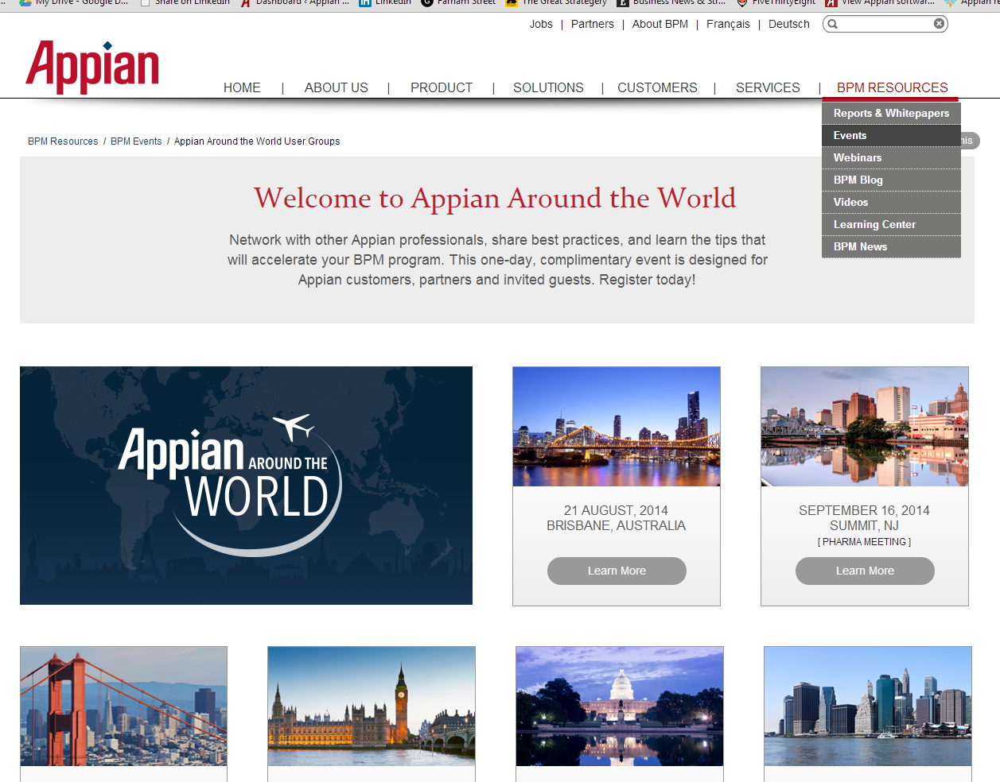 My Drive - Google D...
Share on LinkedIn
Dashboard ‹ Appian ...
LinkedIn
Farnam Street
The Great Strategery
Business News & Str...
FiveThirtyEight
View Appian softwar...
Appian re
Jobs | Partners | About BPM | Français | Deutsch
Appian
HOME | ABOUT US | PRODUCT | SOLUTIONS | CUSTOMERS | SERVICES | BPM RESOURCES
Reports & Whitepapers
Events
Webinars
BPM Blog
Videos
Learning Center
BPM News
BPM Resources / BPM Events / Appian Around the World User Groups
Welcome to Appian Around the World
Network with other Appian professionals, share best practices, and learn the tips that
will accelerate your BPM program. This one-day, complimentary event is designed for
Appian customers, partners and invited guests. Register today!
Appian AROUND THE
WORLD
21 AUGUST, 2014
BRISBANE, AUSTRALIA
Learn More
SEPTEMBER 16, 2014
SUMMIT, NJ
[ PHARMA MEETING ]
Learn More